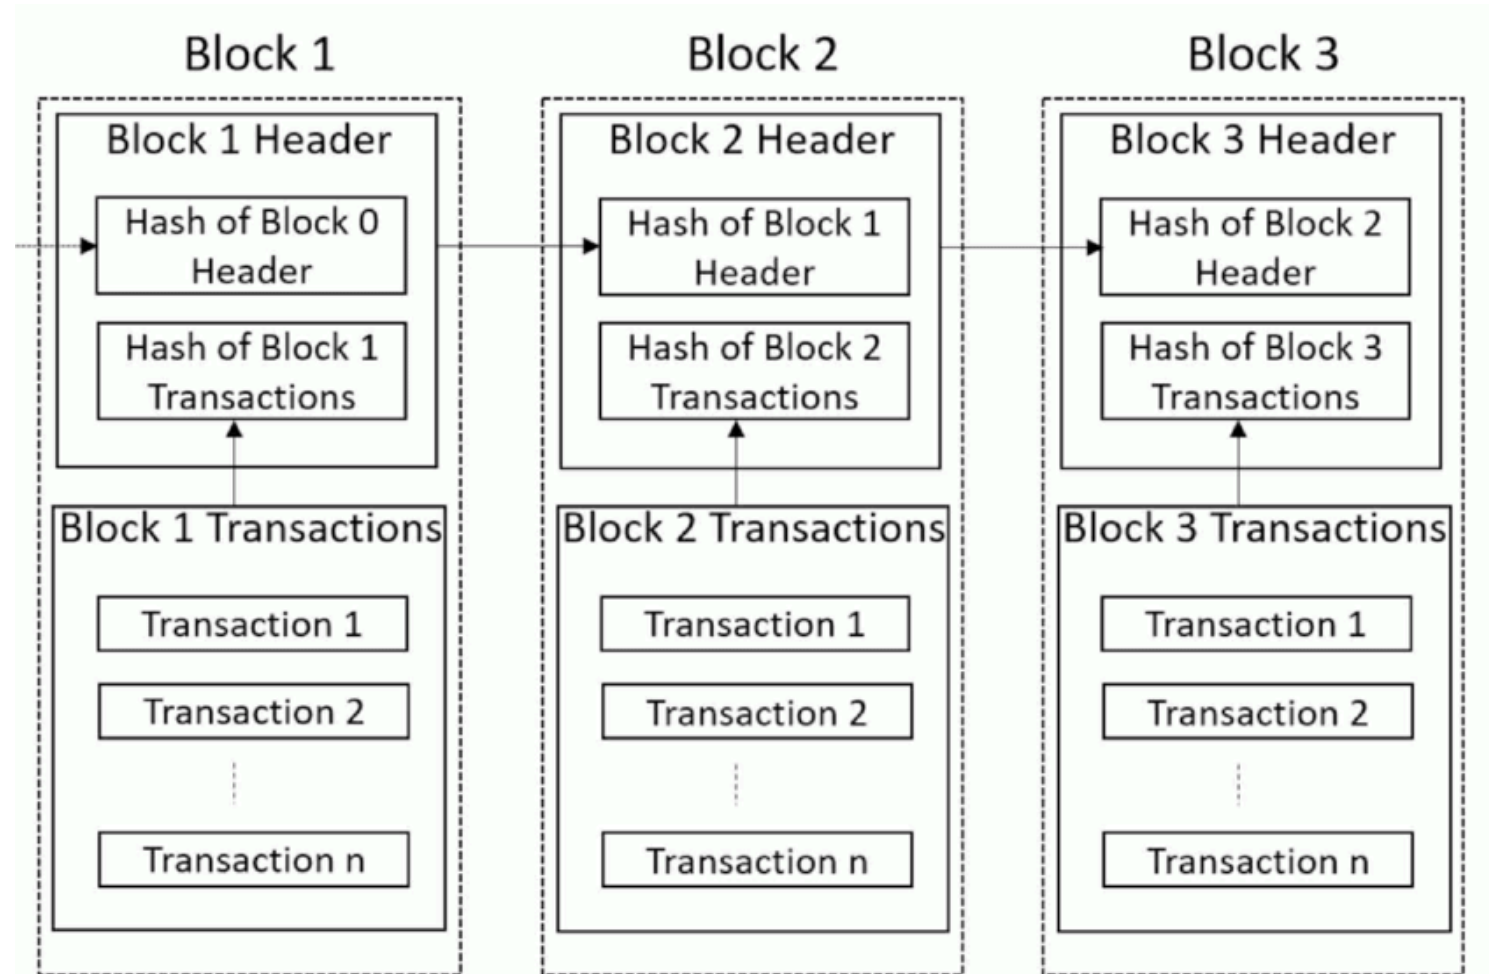 Block 1
Block 1 Header
Hash of Block 0
Header
Hash of Block 1
Transactions
Block 1 Transactions
Transaction 1
Transaction 2
Transaction n
Block 2
Block 2 Header
Hash of Block 1
Header
Hash of Block 2
Transactions
Block 2 Transactions
Transaction 1
Transaction 2
Transaction n
Block 3
Block 3 Header
Hash of Block 2
Header
Hash of Block 3
Transactions
Block 3 Transactions
Transaction 1
Transaction 2
Transaction n